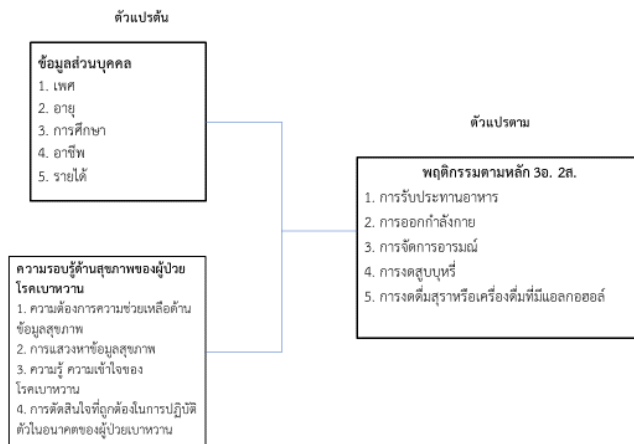 ตัวแปรต้น
ข้อมูลส่วนบุคคล
1. เพศ
2. อายุ
3. การศึกษา
4. อาชีพ
5. รายได้
ความรอบรู้ด้านสุขภาพของผู้ป่วย
โรคเบาหวาน
1. ความต้องการความช่วยเหลือด้าน
ข้อมูลสุขภาพ
2. การแสวงหาข้อมูลสุขภาพ
3. ความรู้ ความเข้าใจของ
โรคเบาหวาน
4. การตัดสินใจที่ถูกต้องในการปฏิบัติ
ตัวในอนาคตของผู้ป่วยเบาหวาน
ตัวแปรตาม
พฤติกรรมตามหลัก 3อ. 2ส.
1. การรับประทานอาหาร
2. การออกกำลังกาย
3. การจัดการอารมณ์
4. การงดสูบบุหรี่
5. การงดดื่มสุราหรือเครื่องดื่มที่มีแอลกอฮอล์